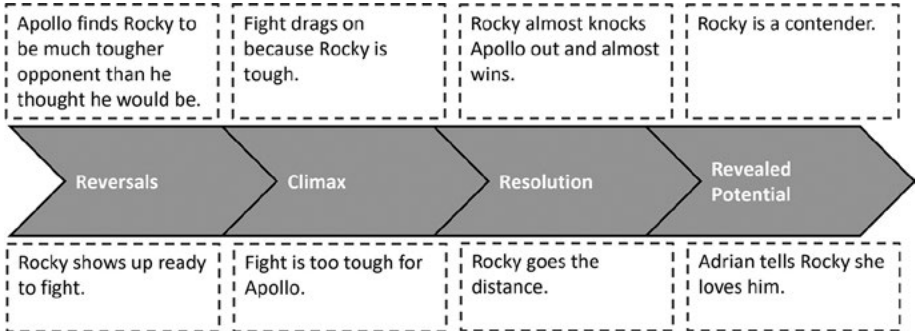 Apollo finds Rocky to
be much tougher
opponent than he
thought he would be.
Fight drags on
because Rocky is
tough.
Rocky almost knocks
Apollo out and almost
wins.
Rocky is a contender.
Reversals
Climax
Resolution
Revealed
Potential
Rocky shows up ready
to fight.
Fight is too tough for
Apollo.
Rocky goes the
distance.
Adrian tells Rocky she
loves him.